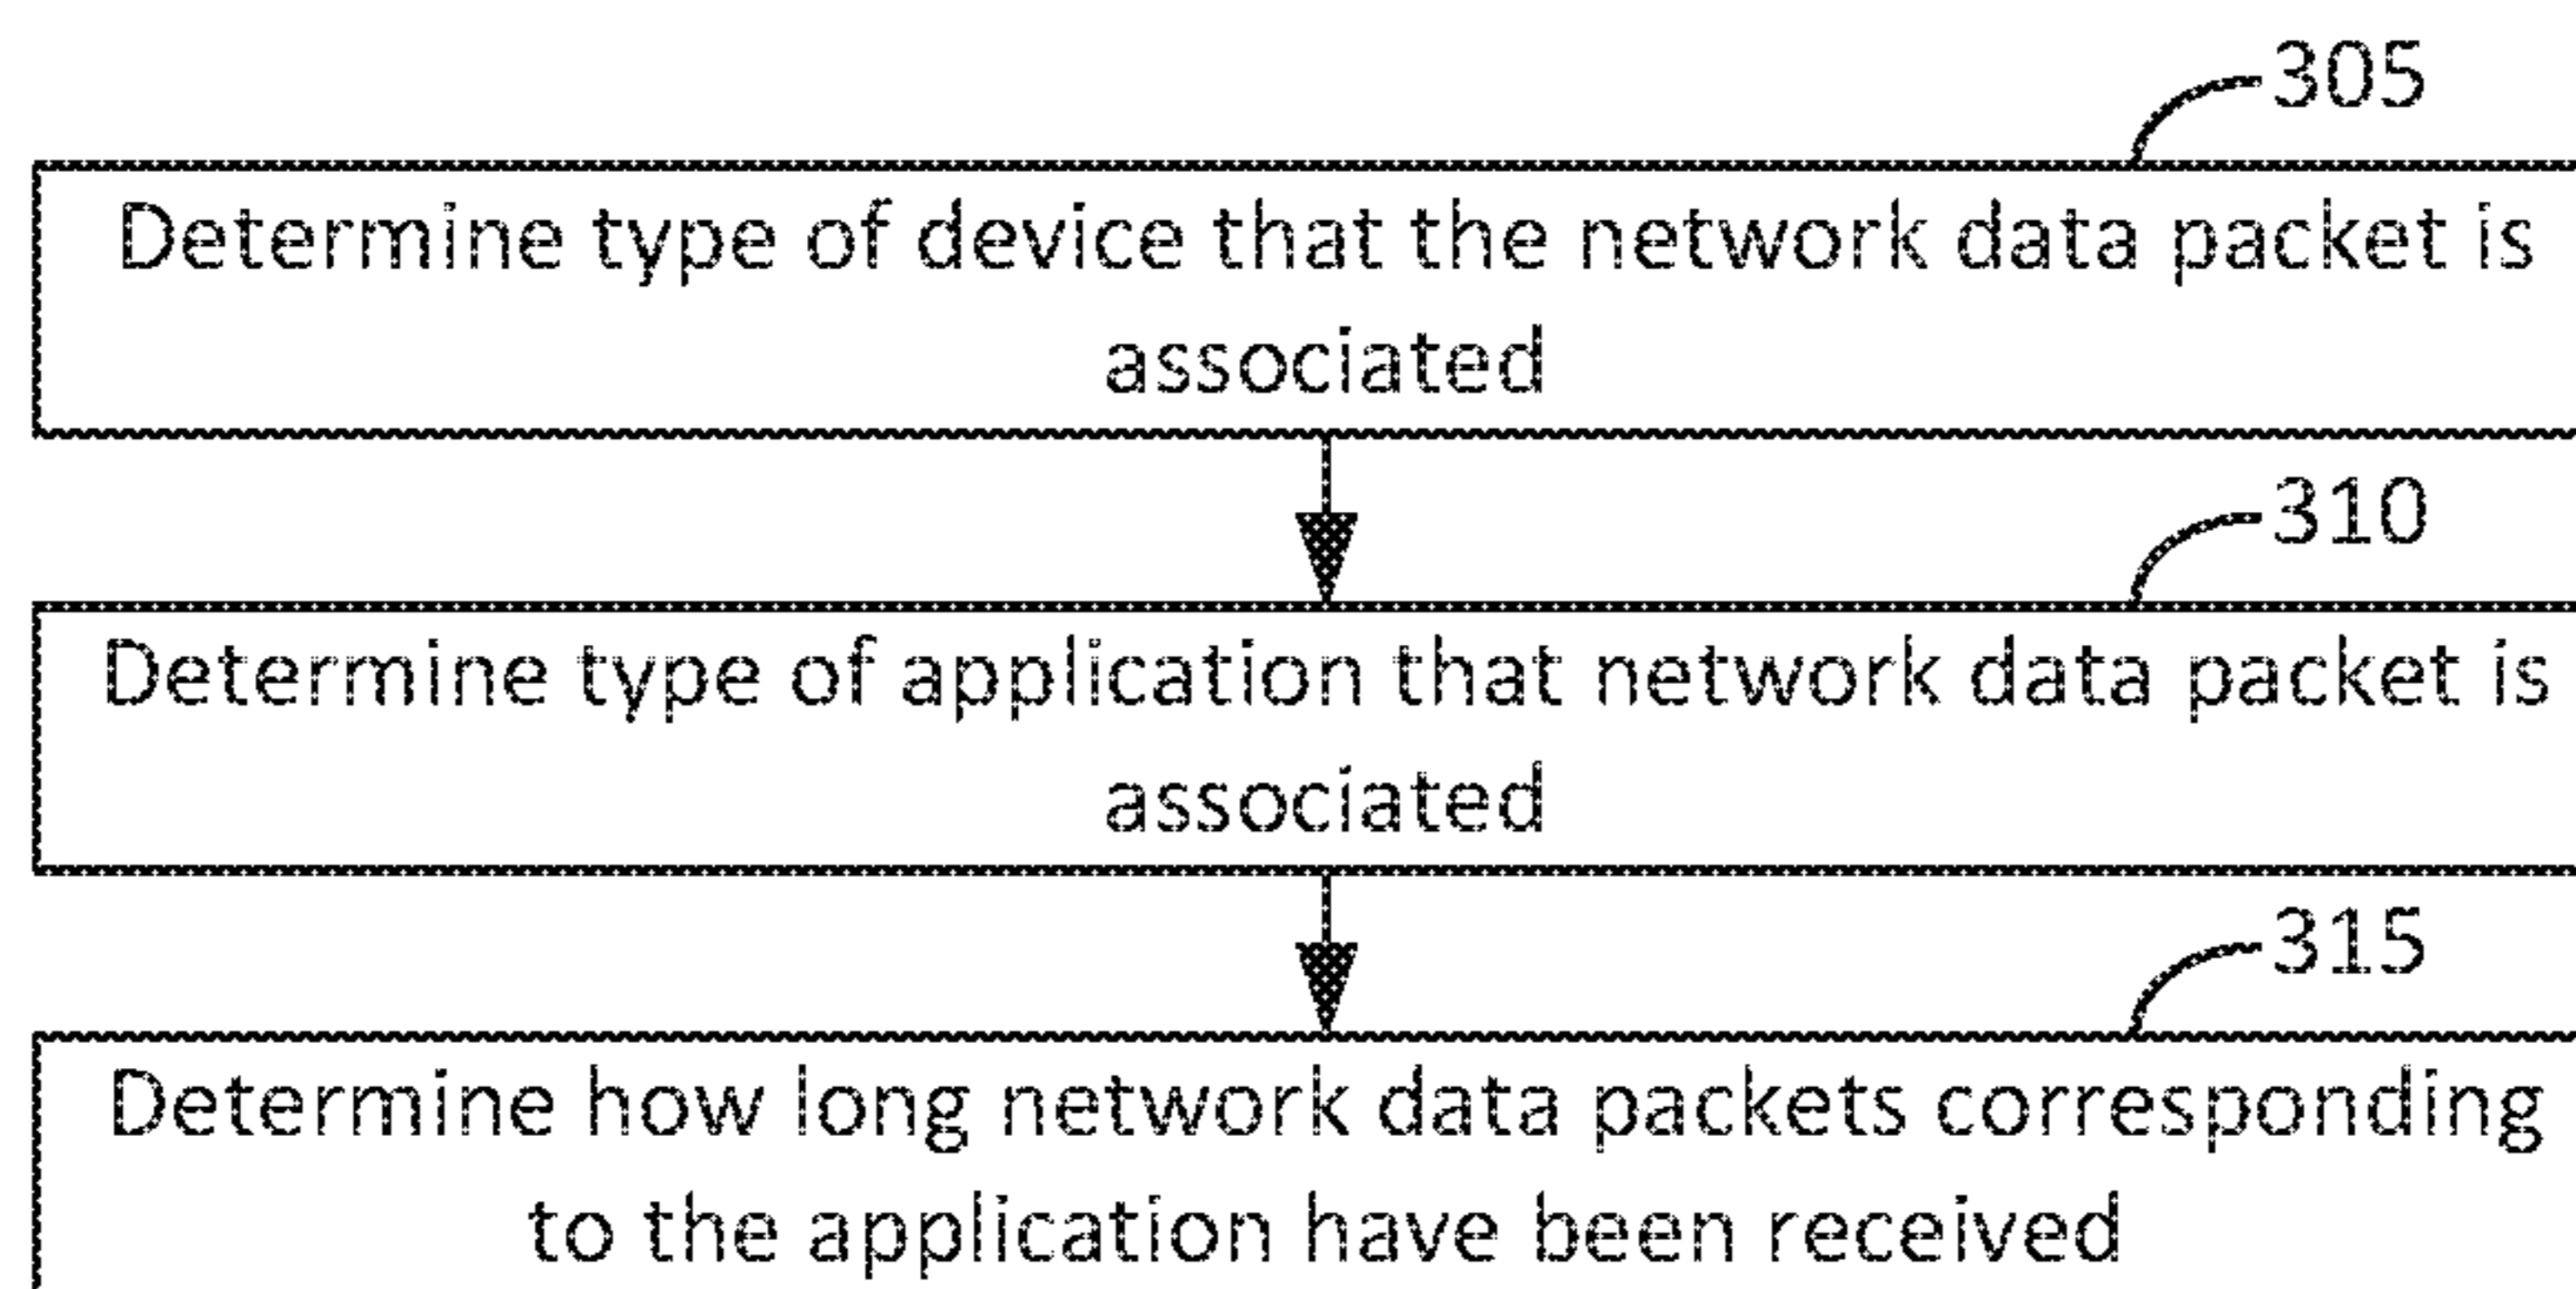 305
Determine type of device that the network data packet is
associated
310
Determine type of application that network data packet is
associated
315
Determine how long network data packets corresponding
to the application have been received